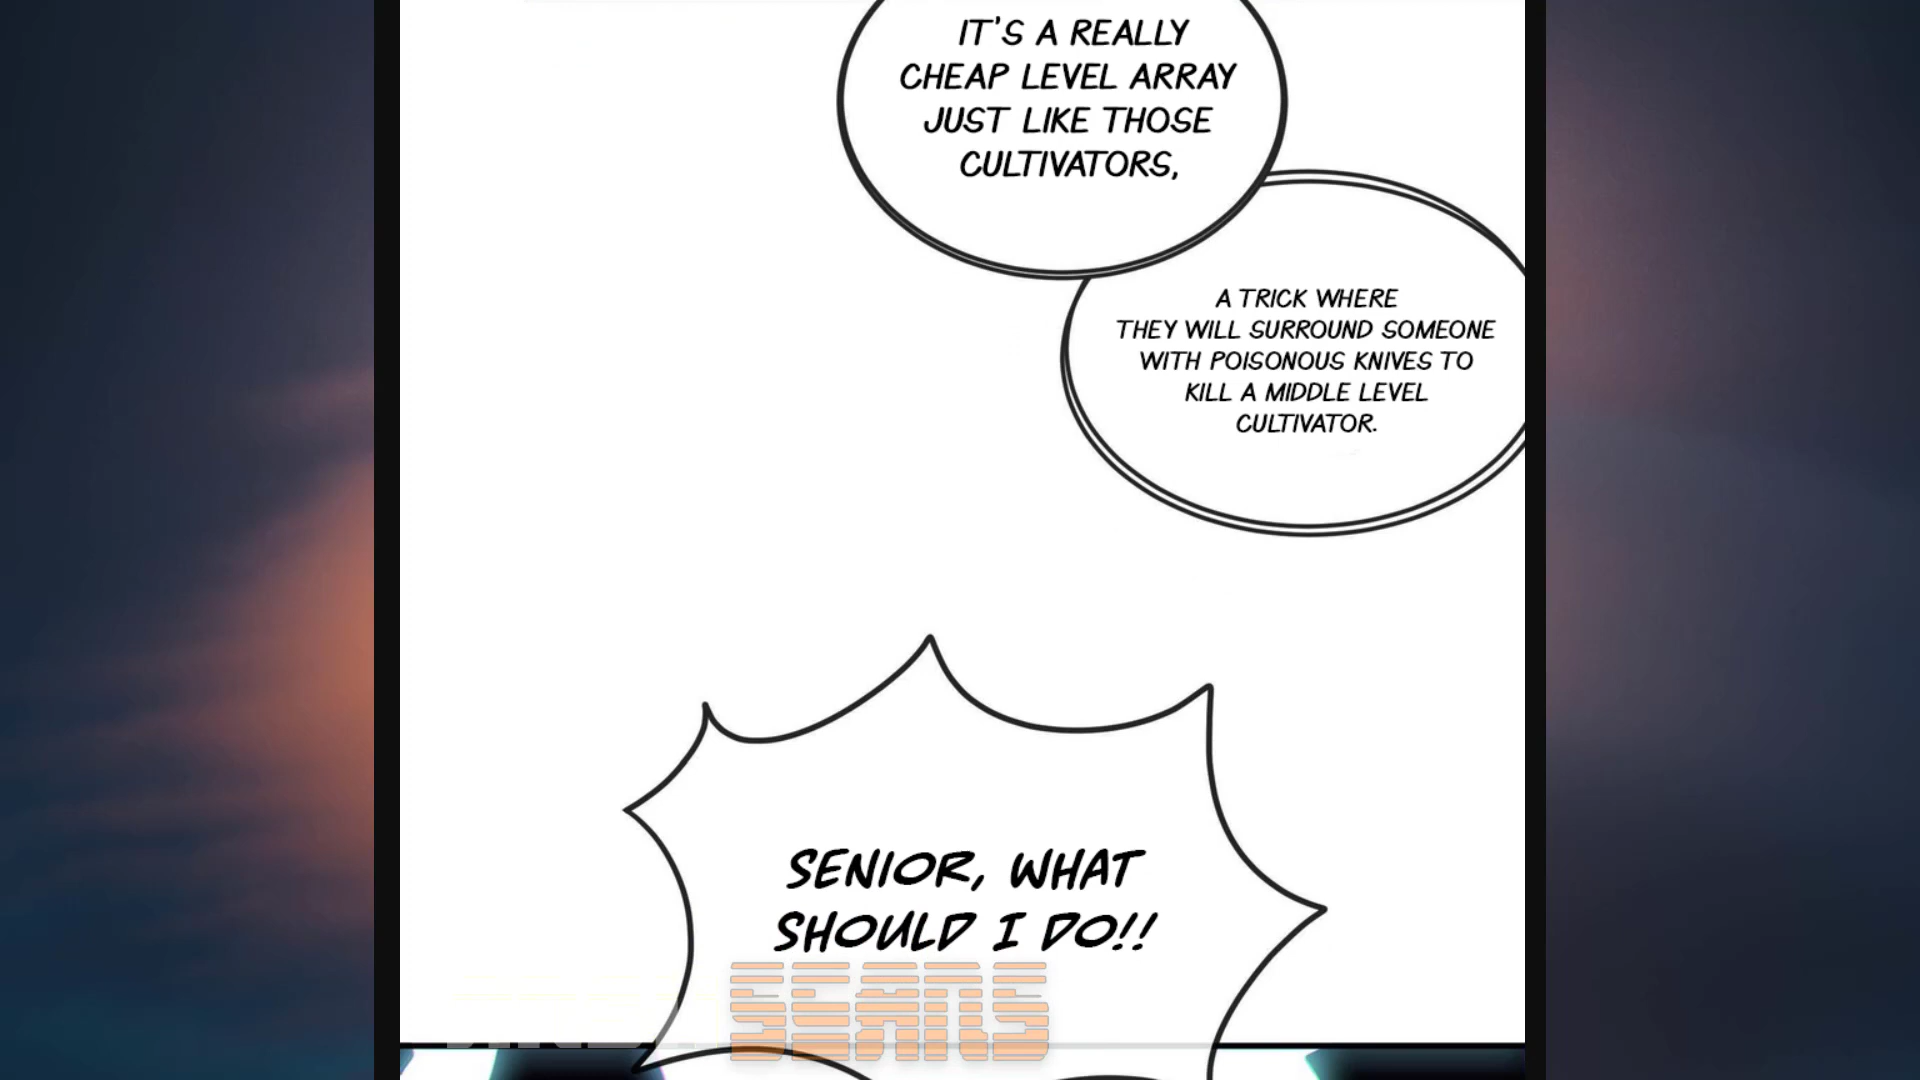 IT'S A REALLY
CHEAP LEVEL ARRAY
JUST LIKE THOSE
CULTIVATORS,
A TRICK WHERE
THEY WILL SURROUND SOMEONE
WITH POISONOUS KNIVES TO
KILL A MIDDLE LEVEL
CULTIVATOR.
SENIOR, WHAT
SHOULD I DO!!
SCANS